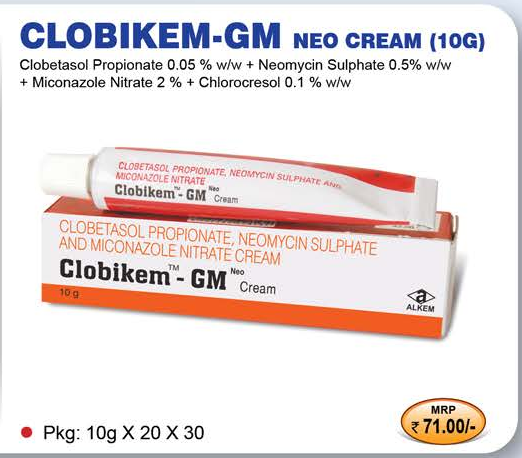 CLOBIKEM-GM NEO CREAM (10G)
Clobetasol Propionate 0.05 % w/w + Neomycin Sulphate 0.5% w/w
+ Miconazole Nitrate 2 % + Chlorocresol 0.1 % w/w
CLOBETASOL PROPIONATE, NEOMYCIN SULPHATE AND
MICONAZOLE NITRATE
Clobikem™-GM Neo Cream
CLOBETASOL PROPIONATE, NEOMYCIN SULPHATE
AND MICONAZOLE NITRATE CREAM
Clobikem™-GM Neo Cream
10 g
a
ALKEM
Pkg: 10g X 20 X 30
MRP
₹ 71.00/-